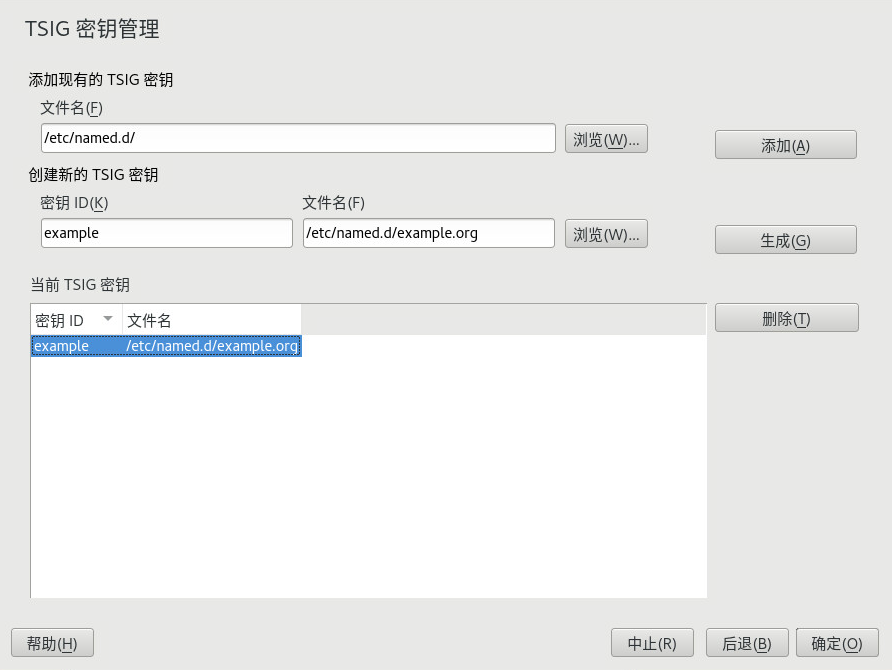 TSIG 密钥管理
添加现有的 TSIG 密钥
文件名(F)
/etc/named.d/ 浏览(W)... 添加(A)
创建新的 TSIG 密钥
密钥 ID(K) 文件名(F)
example /etc/named.d/example.org 浏览(W)... 生成(G)
当前 TSIG 密钥
密钥 ID 文件名 删除(T)
example /etc/named.d/example.org
帮助(H) 中止(R) 后退(B) 确定(O)